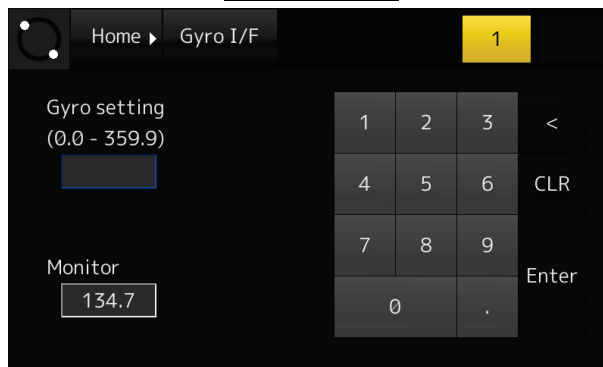 Home Gyro I/F 1
Gyro setting
(0.0 - 359.9)
1 2 3 <
4 5 6 CLR
7 8 9
Enter
0 .
Monitor
134.7